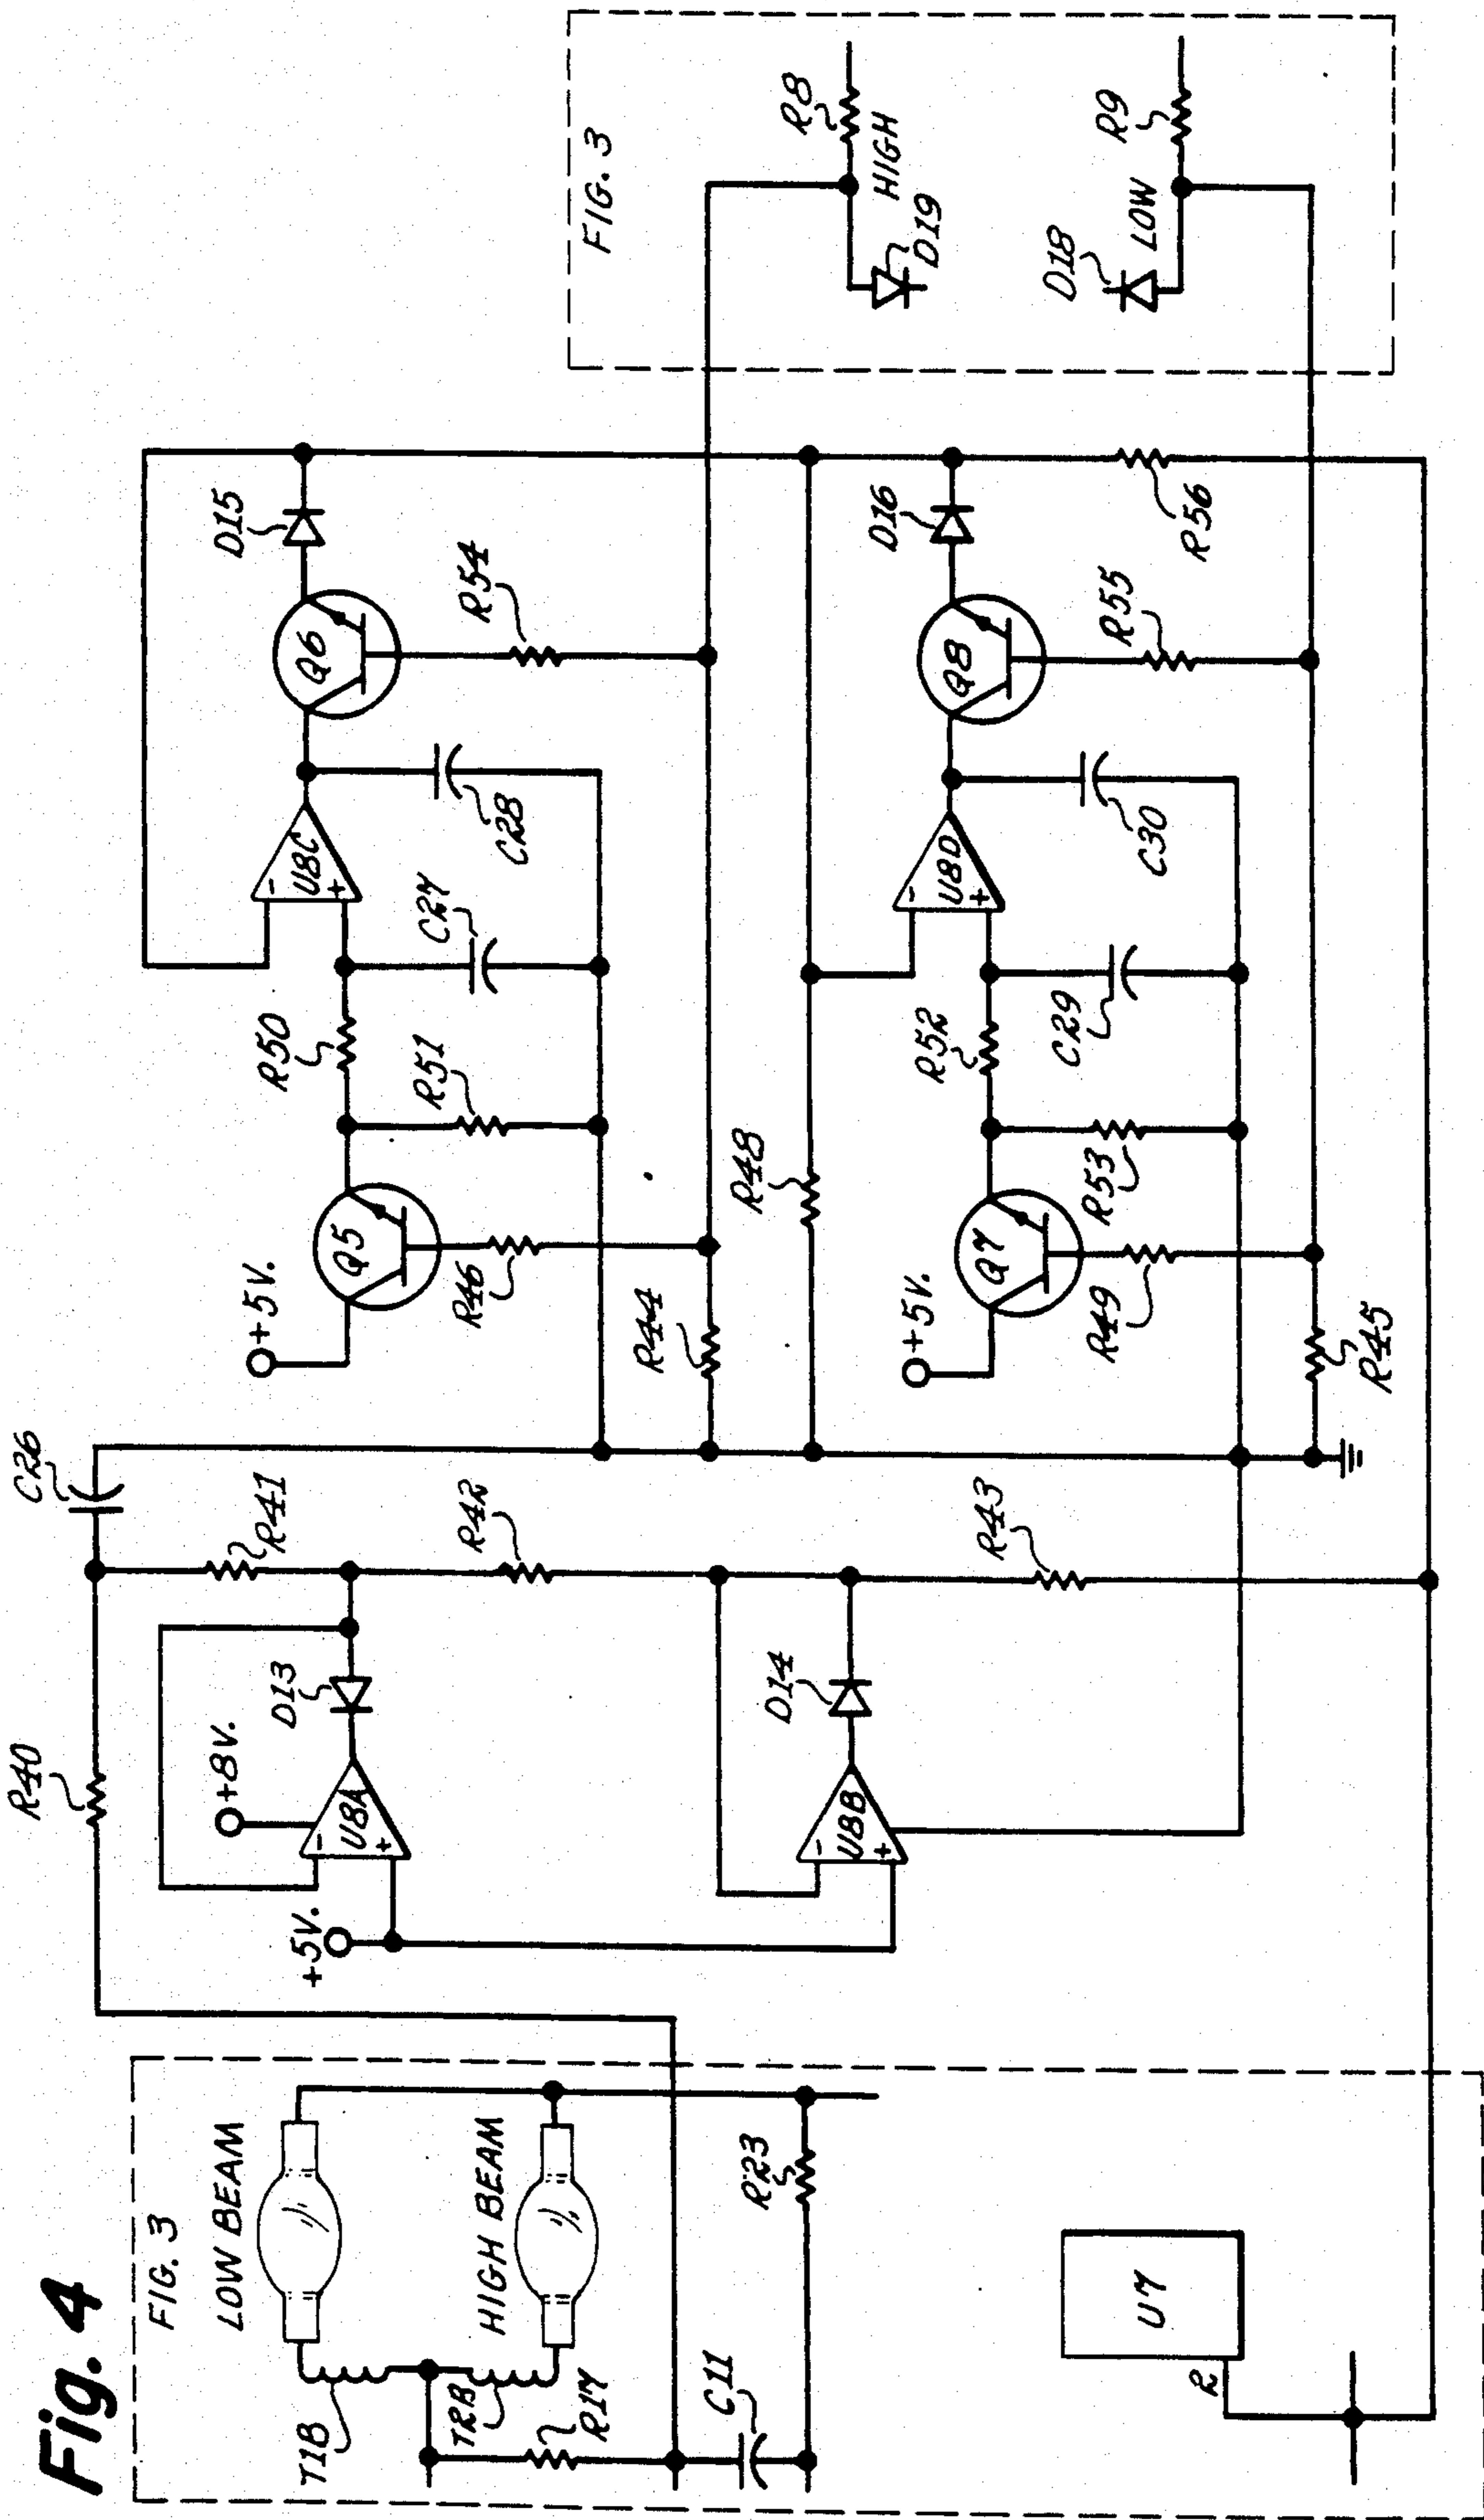 Fig. 4
FIG. 3
LOW BEAM
HIGH BEAM
T1B
T2B
R17
C11
R23
U7
R
R40
C26
+5V.
+8V.
- U8A +
D13
R41
R42
- U8B +
D14
R43
+5V.
Q5
R46
R44
R51
R50
C27
- U8C +
C28
Q6
D15
R54
R48
+5V.
Q7
R49
R45
R53
R52
C29
- U8D +
C30
Q8
D16
R55
R56
FIG. 3
R8
HIGH
D19
D18
LOW
R9